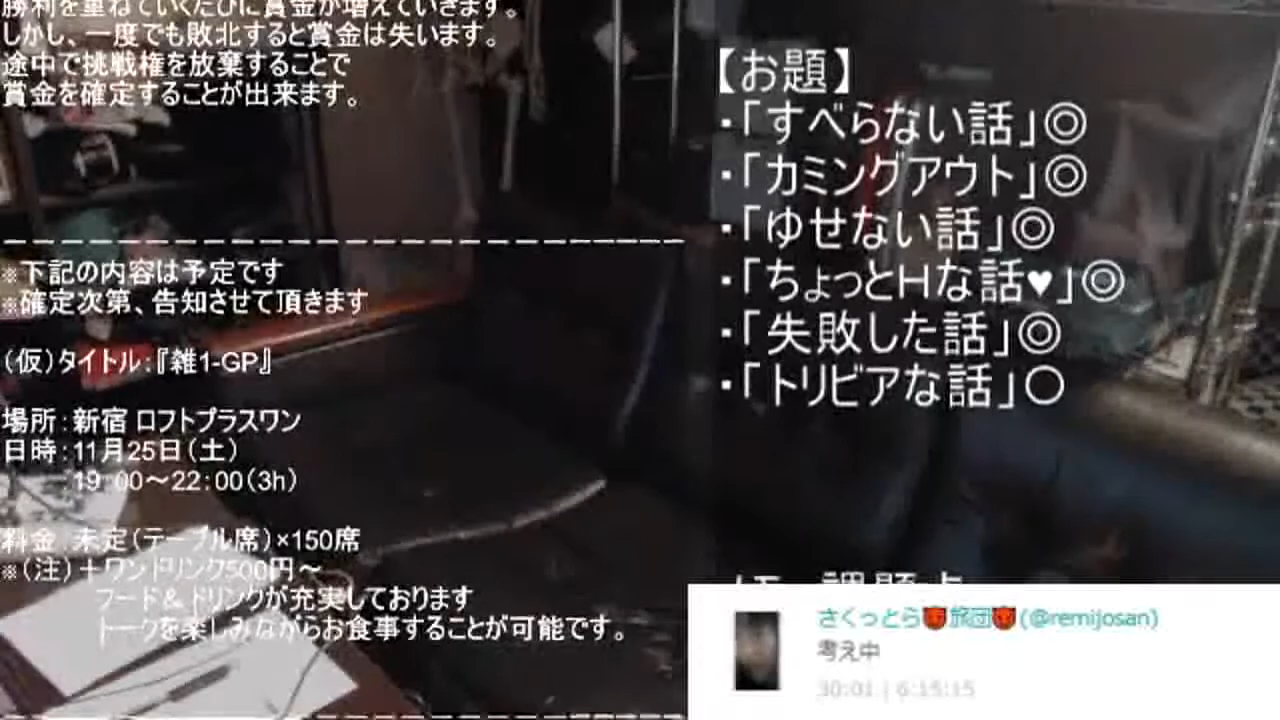 勝利を重ねていくたびに賞金が増えていきます。
しかし、一度でも敗北すると賞金は失います。
途中で挑戦権を放棄することで
賞金を確定することが出来ます。
※下記の内容は予定です
※確定次第、告知させて頂きます
（仮）タイトル：『雑1-GP』
場所：新宿 ロフトプラスワン
日時：11月25日（土）
19：00～22：00（3h）
料金：未定（テーブル席）×150席
※（注）＋ワンドリンク500円～
フード＆ドリンクが充実しております
トークを楽しみながらお食事することが可能です。
【お題】
・「すべらない話」◎
・「カミングアウト」◎
・「ゆせない話」◎
・「ちょっとHな話♥」◎
・「失敗した話」◎
・「トリビアな話」〇
さくっとら👹旅団👹(@remijosan)
考え中
30:01 | 6:15:15